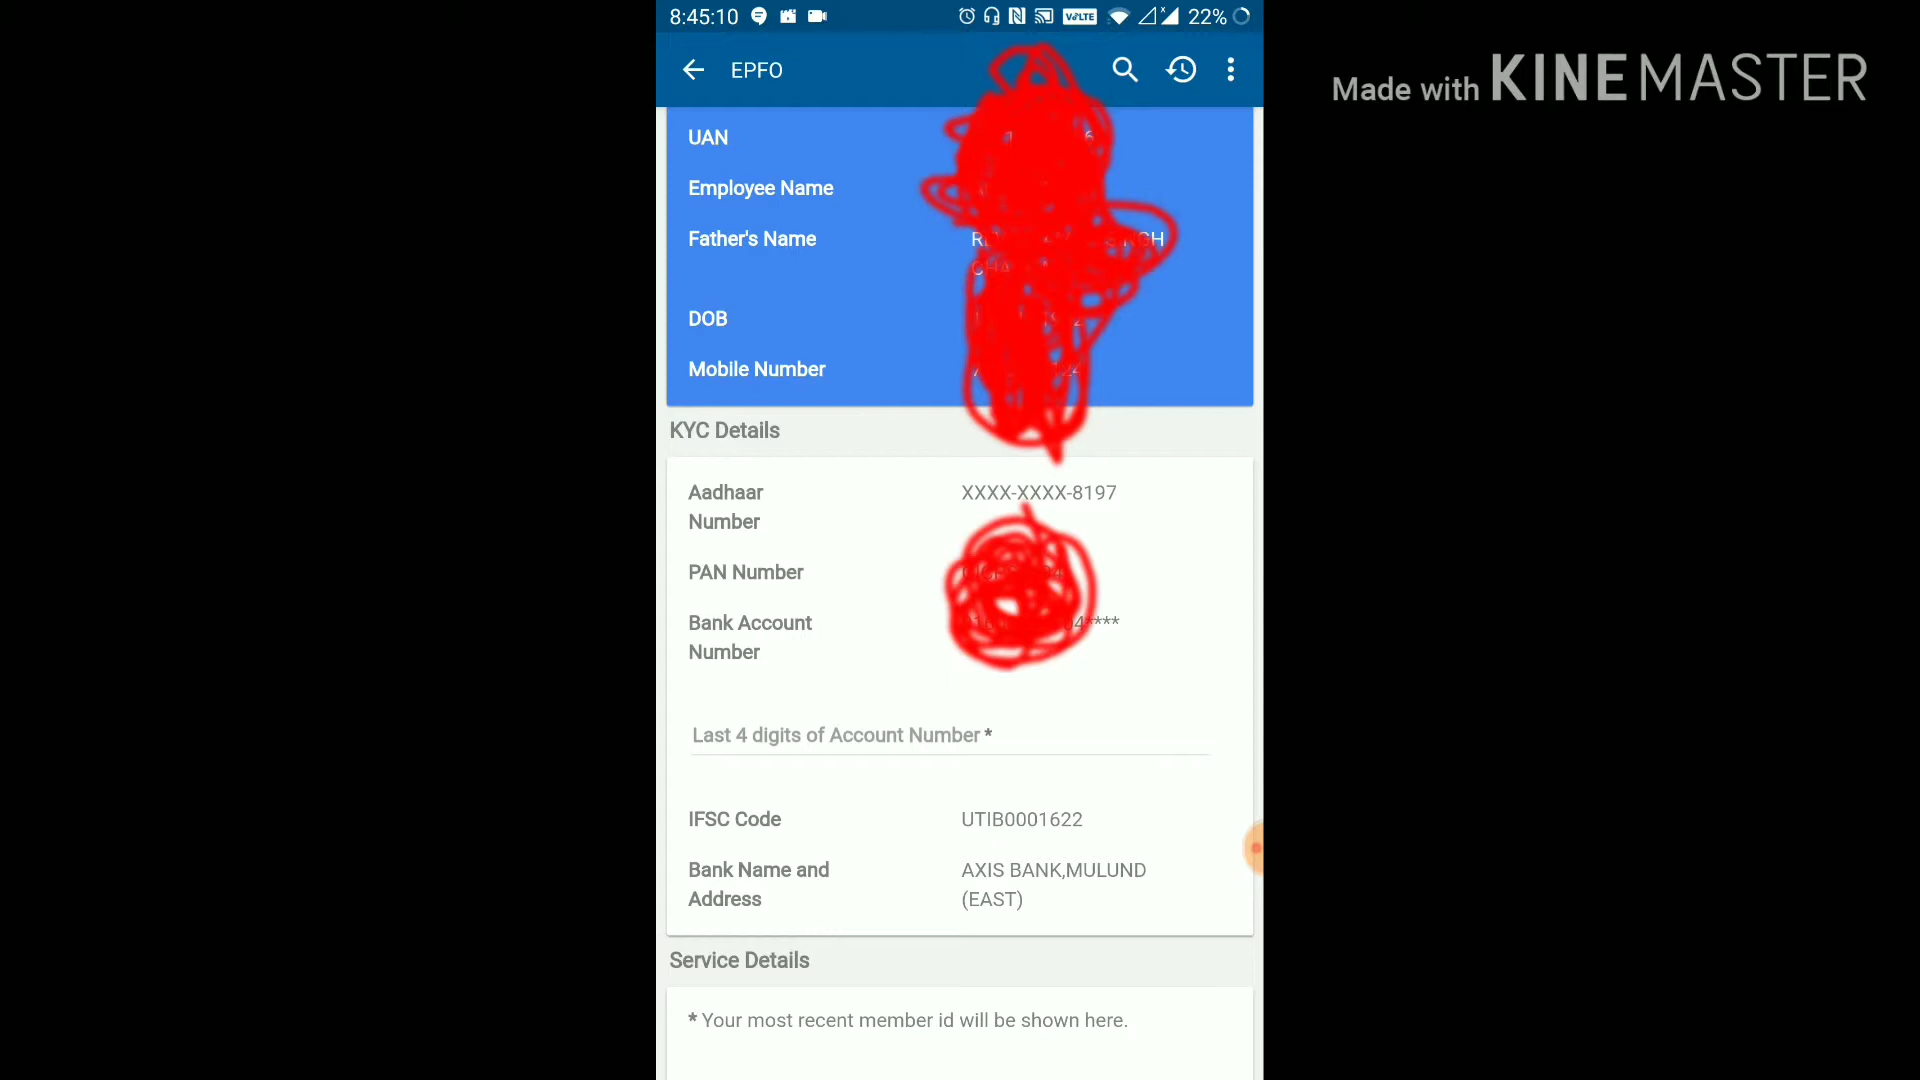 8:45:10 VoLTE 22%
EPFO
Made with KINEMASTER
UAN
Employee Name
Father's Name
DOB
Mobile Number
KYC Details
Aadhaar XXXX-XXXX-8197
Number
PAN Number
Bank Account
Number
Last 4 digits of Account Number *
IFSC Code UTIB0001622
Bank Name and AXIS BANK,MULUND
Address (EAST)
Service Details
* Your most recent member id will be shown here.